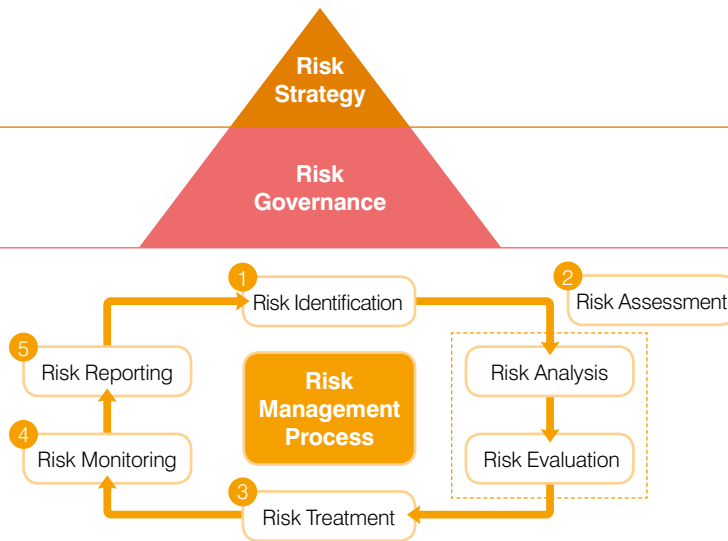 Risk
Strategy
Risk
Governance
1
Risk Identification
2
Risk Assessment
5
Risk Reporting
Risk
Management
Process
Risk Analysis
4
Risk Monitoring
Risk Evaluation
3
Risk Treatment